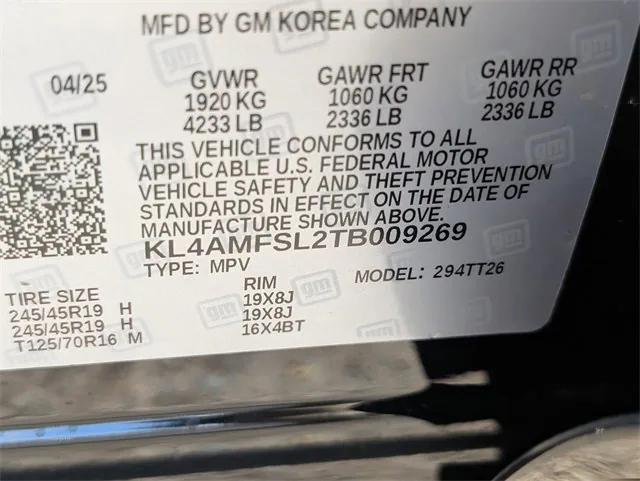 MFD BY GM KOREA COMPANY
04/25 GVWR GAWR FRT GAWR RR
1920 KG 1060 KG 1060 KG
4233 LB 2336 LB 2336 LB
THIS VEHICLE CONFORMS TO ALL
APPLICABLE U.S. FEDERAL MOTOR
VEHICLE SAFETY AND THEFT PREVENTION
STANDARDS IN EFFECT ON THE DATE OF
MANUFACTURE SHOWN ABOVE.
KL4AMFSL2TB009269
TYPE: MPV MODEL: 294TT26
TIRE SIZE RIM
245/45R19 H 19X8J
245/45R19 H 19X8J
T125/70R16 M 16X4BT